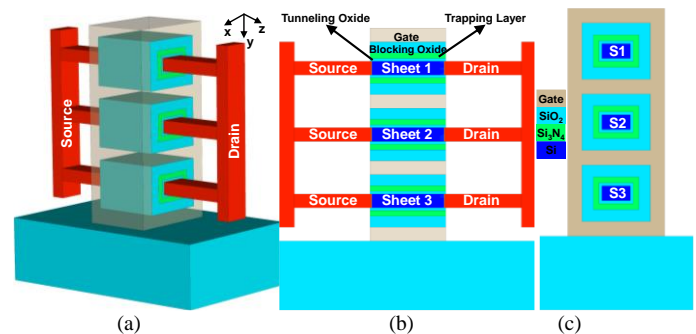 x
y
z
Source
Drain
(a)
Tunneling Oxide
Trapping Layer
Gate
Blocking Oxide
Source
Sheet 1
Drain
Source
Sheet 2
Drain
Source
Sheet 3
Drain
(b)
Gate
SiO2
Si3N4
Si
S1
S2
S3
(c)